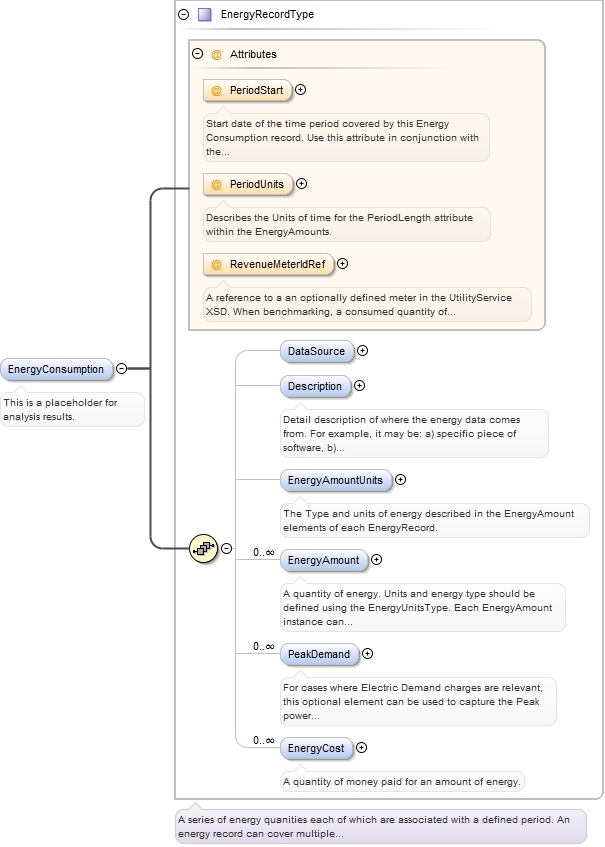 EnergyRecordType
@ Attributes
@ PeriodStart
Start date of the time period covered by this Energy
Consumption record. Use this attribute in conjunction with
the...
@ PeriodUnits
Describes the Units of time for the PeriodLength attribute
within the EnergyAmounts.
@ RevenueMeterIdRef
A reference to a an optionally defined meter in the UtilityService
XSD. When benchmarking, a consumed quantity of...
EnergyConsumption
This is a placeholder for
analysis results.
DataSource
Description
Detail description of where the energy data comes
from. For example, it may be: a) specific piece of
software, b)...
EnergyAmountUnits
The Type and units of energy described in the EnergyAmount
elements of each EnergyRecord.
0..∞
EnergyAmount
A quantity of energy. Units and energy type should be
defined using the EnergyUnitsType. Each EnergyAmount
instance can...
0..∞
PeakDemand
For cases where Electric Demand charges are relevant,
this optional element can be used to capture the Peak
power...
0..∞
EnergyCost
A quantity of money paid for an amount of energy.
A series of energy quanities each of which are associated with a defined period. An
energy record can cover multiple...